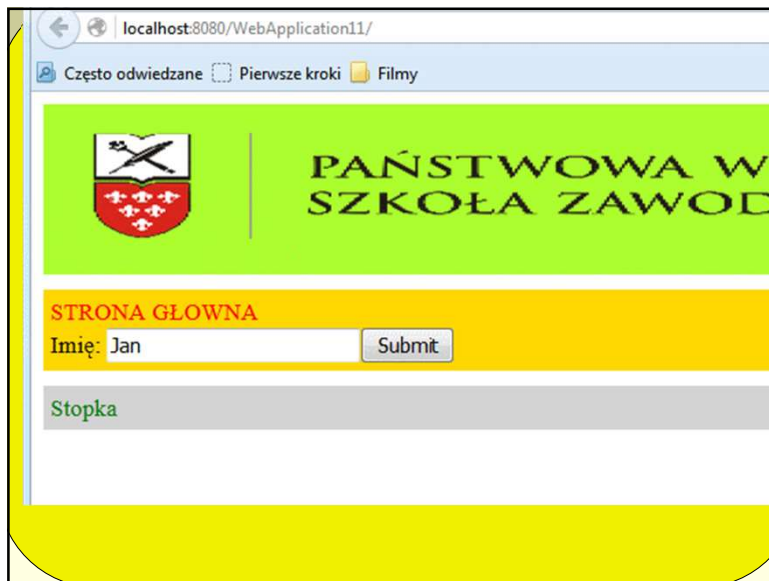 localhost:8080/WebApplication11/
Często odwiedzane Pierwsze kroki Filmy
PAŃSTWOWA W
SZKOŁA ZAWOD
STRONA GŁOWNA
Imię: Jan Submit
Stopka